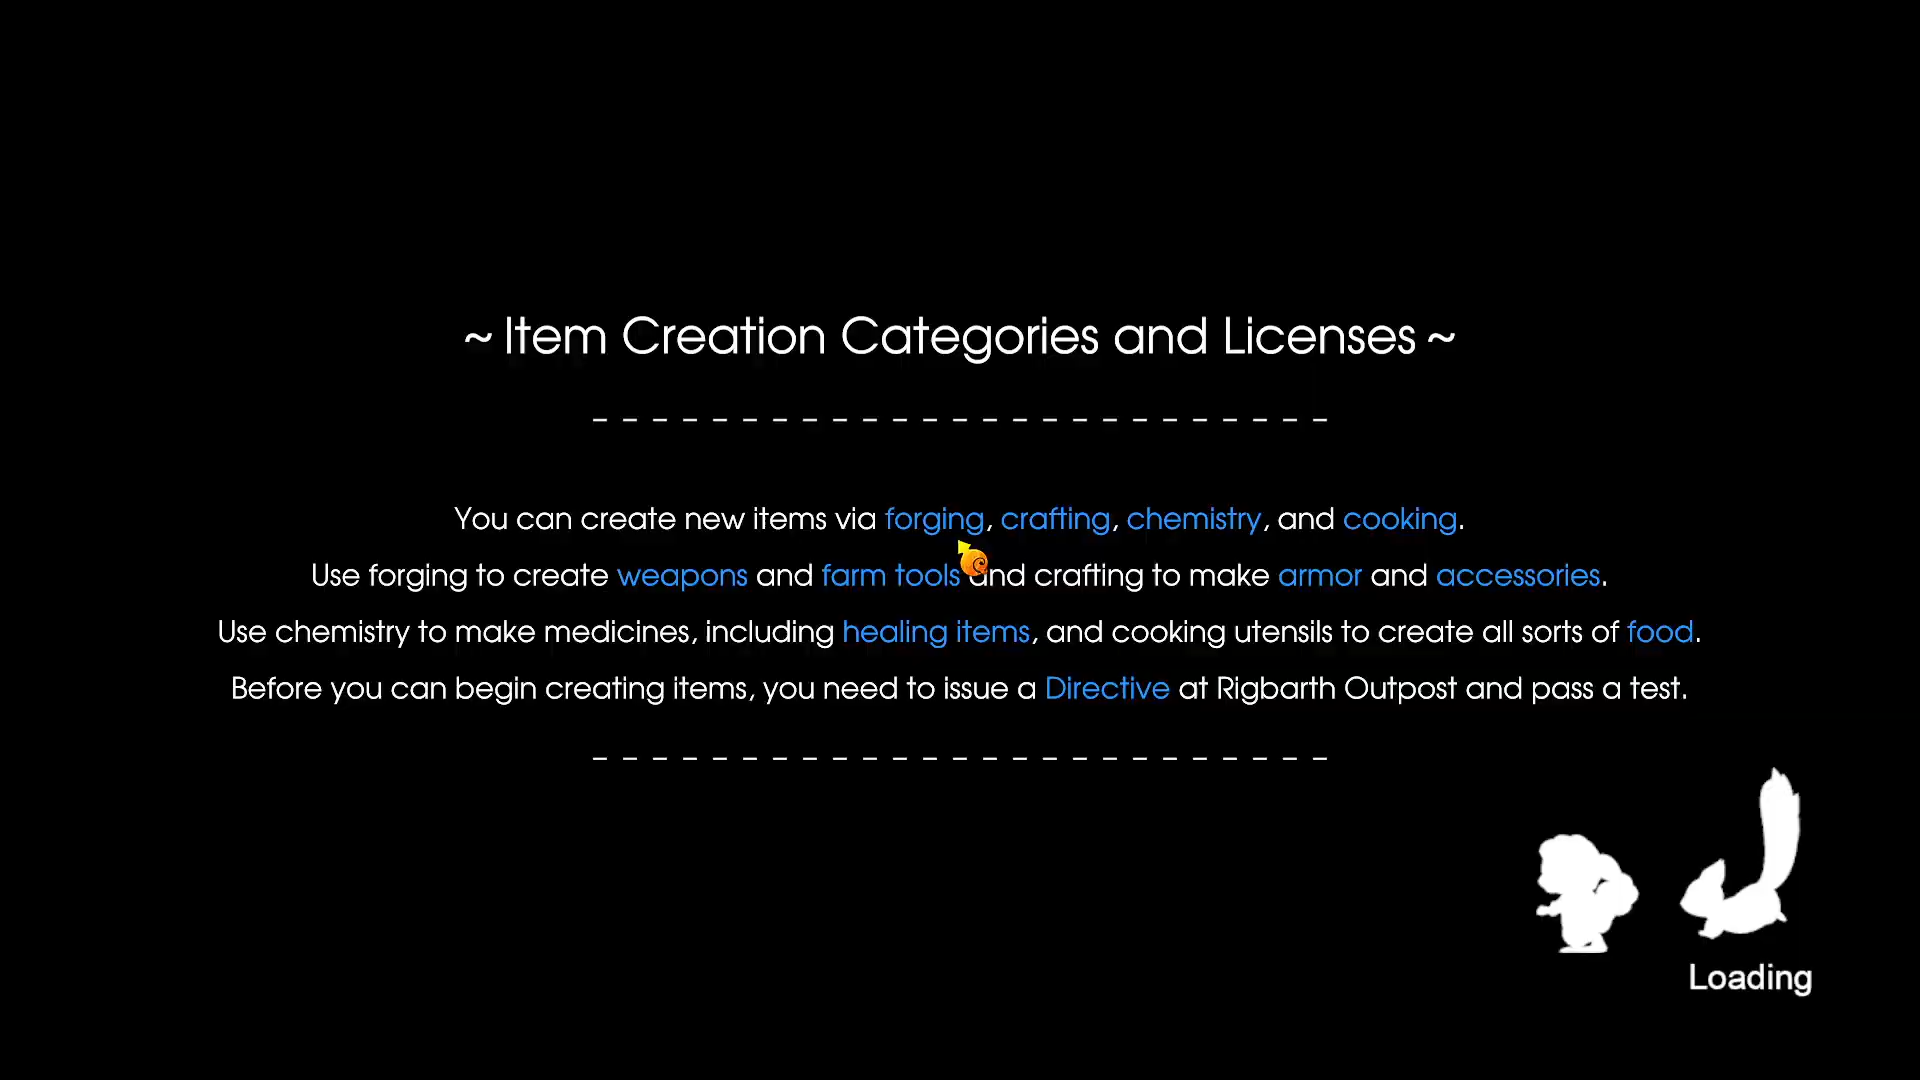 ~ Item Creation Categories and Licenses ~
You can create new items via forging, crafting, chemistry, and cooking.
Use forging to create weapons and farm tools and crafting to make armor and accessories.
Use chemistry to make medicines, including healing items, and cooking utensils to create all sorts of food.
Before you can begin creating items, you need to issue a Directive at Rigbarth Outpost and pass a test.
Loading